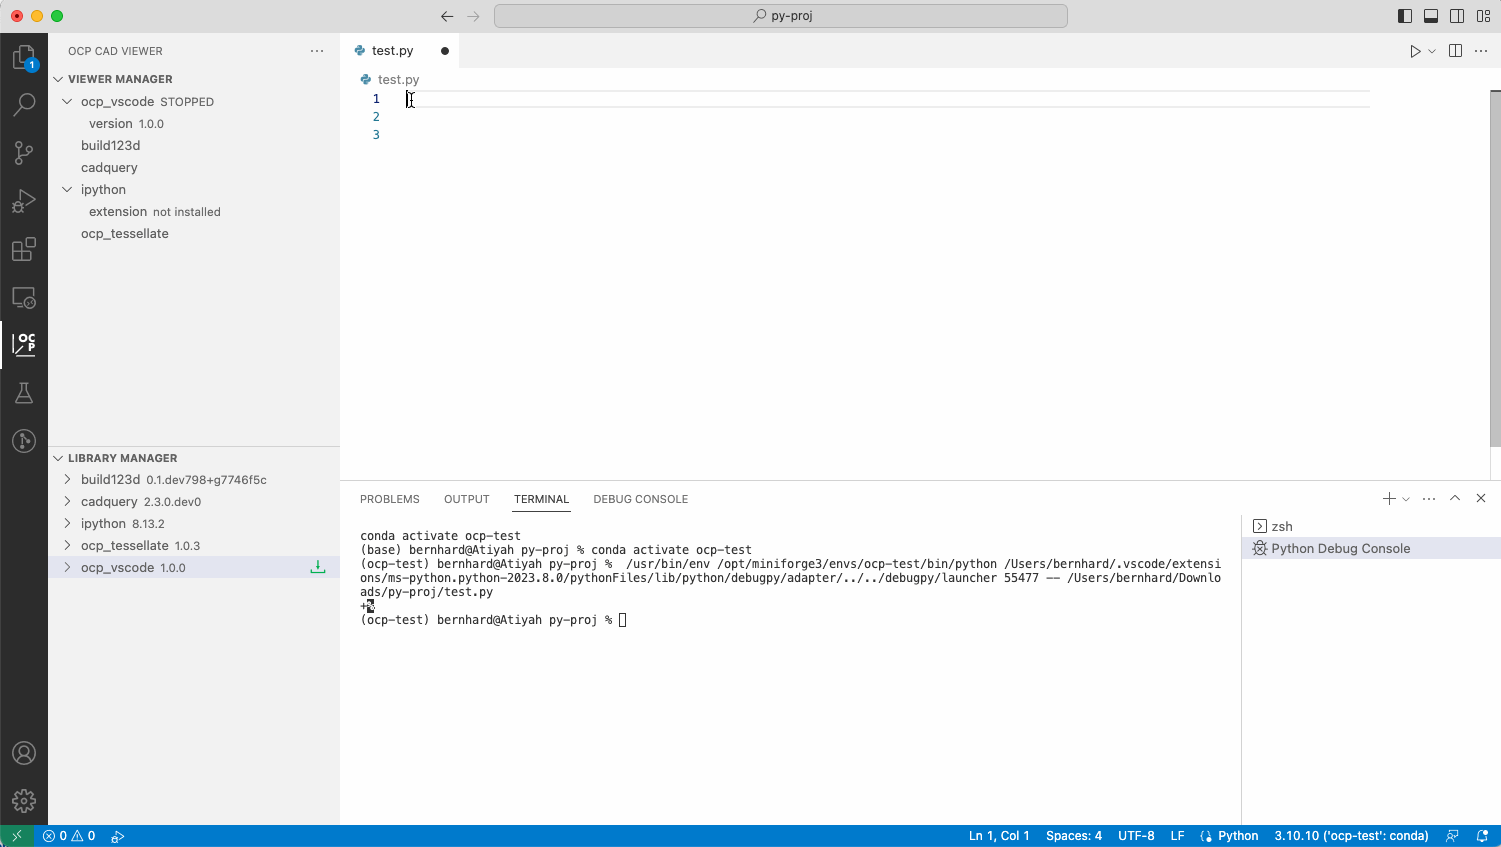 py-proj
1
OCP CAD VIEWER
VIEWER MANAGER
ocp_vscode STOPPED
version 1.0.0
build123d
cadquery
ipython
extension not installed
ocp_tessellate
OCP
LIBRARY MANAGER
build123d 0.1.dev798+g7746f5c
cadquery 2.3.0.dev0
ipython 8.13.2
ocp_tessellate 1.0.3
ocp_vscode 1.0.0
test.py
test.py
1
2
3
PROBLEMS OUTPUT TERMINAL DEBUG CONSOLE
conda activate ocp-test
(base) bernhard@Atiyah py-proj % conda activate ocp-test
(ocp-test) bernhard@Atiyah py-proj %  /usr/bin/env /opt/miniforge3/envs/ocp-test/bin/python /Users/bernhard/.vscode/extensi
ons/ms-python.python-2023.8.0/pythonFiles/lib/python/debugpy/adapter/../../debugpy/launcher 55477 -- /Users/bernhard/Downlo
ads/py-proj/test.py
(ocp-test) bernhard@Atiyah py-proj %
zsh
Python Debug Console
0 0
Ln 1, Col 1 Spaces: 4 UTF-8 LF Python 3.10.10 ('ocp-test': conda)